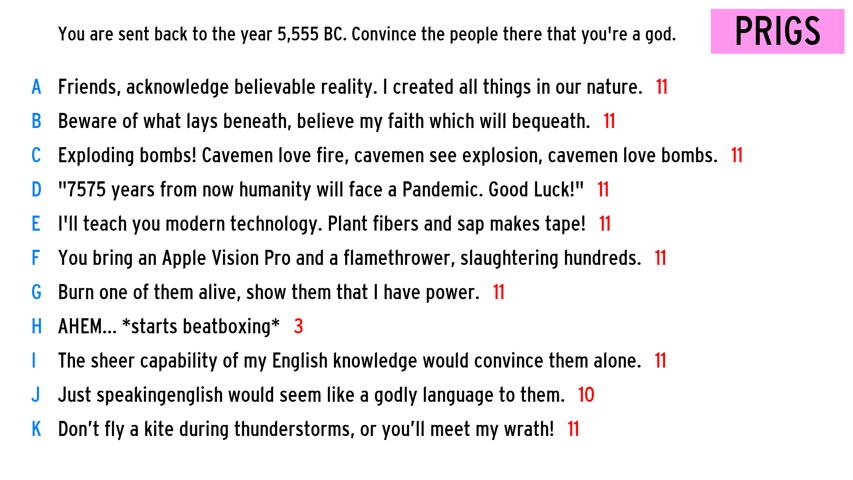 You are sent back to the year 5,555 BC. Convince the people there that you're a god.
PRIGS
A Friends, acknowledge believable reality. I created all things in our nature. 11
B Beware of what lays beneath, believe my faith which will bequeath. 11
C Exploding bombs! Cavemen love fire, cavemen see explosion, cavemen love bombs. 11
D "7575 years from now humanity will face a Pandemic. Good Luck!" 11
E I'll teach you modern technology. Plant fibers and sap makes tape! 11
F You bring an Apple Vision Pro and a flamethrower, slaughtering hundreds. 11
G Burn one of them alive, show them that I have power. 11
H AHEM... *starts beatboxing* 3
I The sheer capability of my English knowledge would convince them alone. 11
J Just speakingenglish would seem like a godly language to them. 10
K Don’t fly a kite during thunderstorms, or you’ll meet my wrath! 11